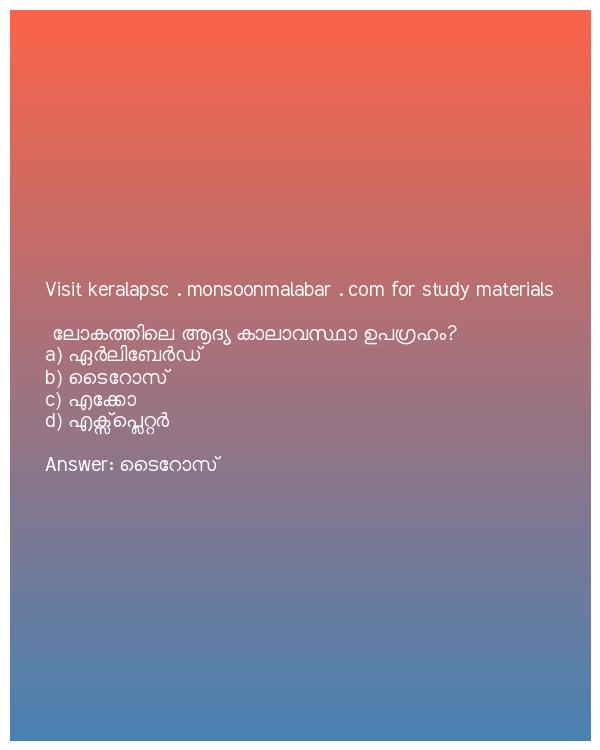 Visit keralapsc . monsoonmalabar . com for study materials
ലോകത്തിലെ ആദ്യ കാലാവസ്ഥാ ഉപഗ്രഹം?
a) ഏർലിബേർഡ്
b) ടൈറോസ്
c) എക്കോ
d) എക്സ്പ്ലെറ്റർ
Answer: ടൈറോസ്